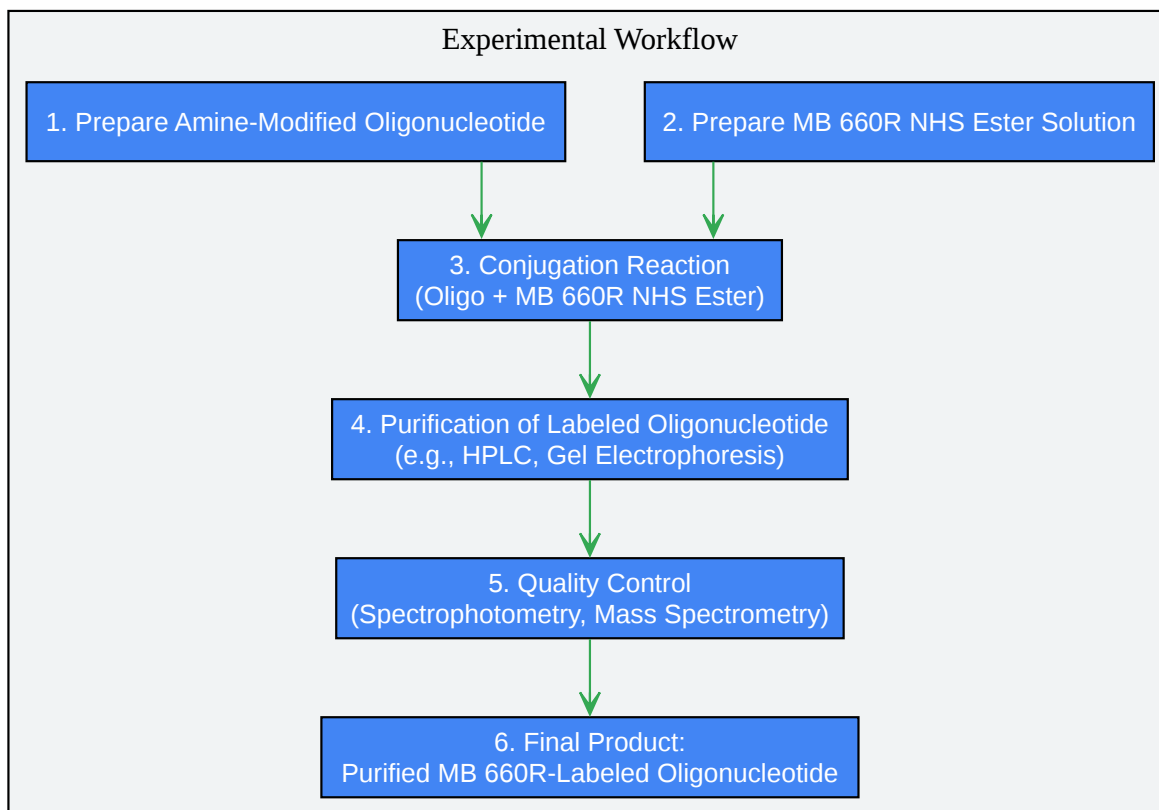 Experimental Workflow
1. Prepare Amine-Modified Oligonucleotide
2. Prepare MB 660R NHS Ester Solution
3. Conjugation Reaction
(Oligo + MB 660R NHS Ester)
4. Purification of Labeled Oligonucleotide
(e.g., HPLC, Gel Electrophoresis)
5. Quality Control
(Spectrophotometry, Mass Spectrometry)
6. Final Product:
Purified MB 660R-Labeled Oligonucleotide